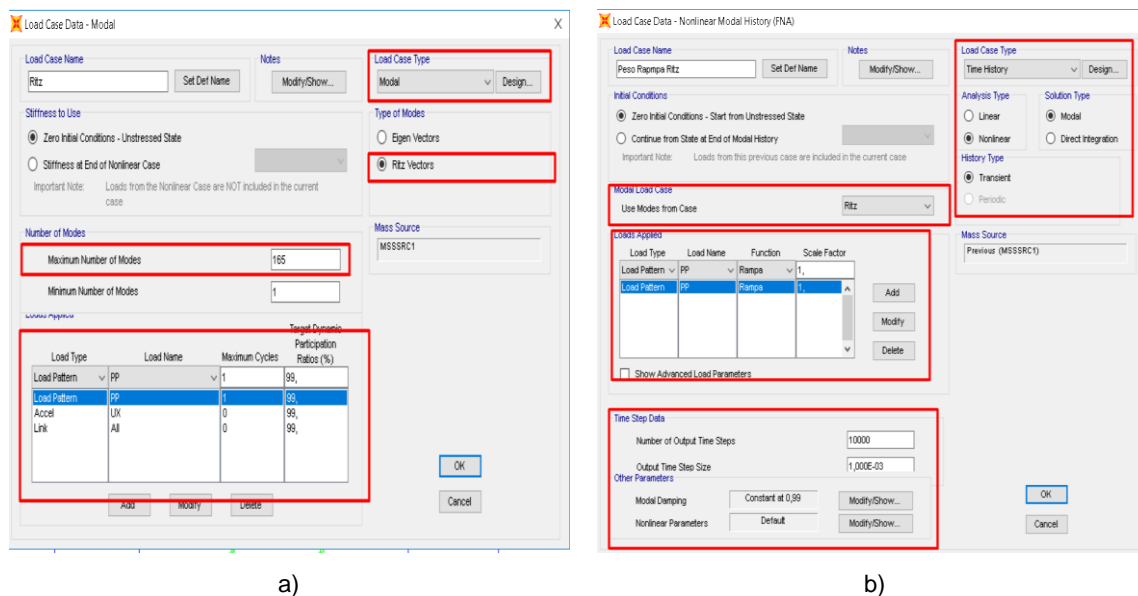 Load Case Data - Modal
X
Load Case Name
Notes
Load Case Type
Ritz
Set Def Name
Modify/Show...
Modal
Design...
Stiffness to Use
Type of Modes
Zero Initial Conditions - Unstressed State
Eigen Vectors
Stiffness at End of Nonlinear Case
Ritz Vectors
Important Note: Loads from the Nonlinear Case are NOT included in the current
case
Number of Modes
Mass Source
Maximum Number of Modes
165
MSSSRC1
Minimum Number of Modes
1
Loads Applied
Target Dynamic
Participation
Load Type Load Name Maximum Cycles Ratios (%)
Load Pattern PP 1 99,
Load Pattern PP 1 99,
Accel UX 0 99,
Link All 0 99,
OK
Add Modify Delete
Cancel
a)
Load Case Data - Nonlinear Modal History (FNA)
Load Case Name
Notes
Load Case Type
Peso Rapmpa Ritz
Set Def Name
Modify/Show...
Time History
Design...
Initial Conditions
Analysis Type
Solution Type
Zero Initial Conditions - Start from Unstressed State
Linear
Modal
Continue from State at End of Modal History
Nonlinear
Direct Integration
Important Note: Loads from this previous case are included in the current case
History Type
Transient
Periodic
Modal Load Case
Use Modes from Case
Ritz
Loads Applied
Mass Source
Load Type Load Name Function Scale Factor
Previous (MSSSRC1)
Load Pattern PP Rampa 1,
Load Pattern PP Rampa 1,
Add
Modify
Delete
Show Advanced Load Parameters
Time Step Data
Number of Output Time Steps
10000
Output Time Step Size
1,000E-03
Other Parameters
Modal Damping
Constant at 0,99
Modify/Show...
Nonlinear Parameters
Default
Modify/Show...
OK
Cancel
b)